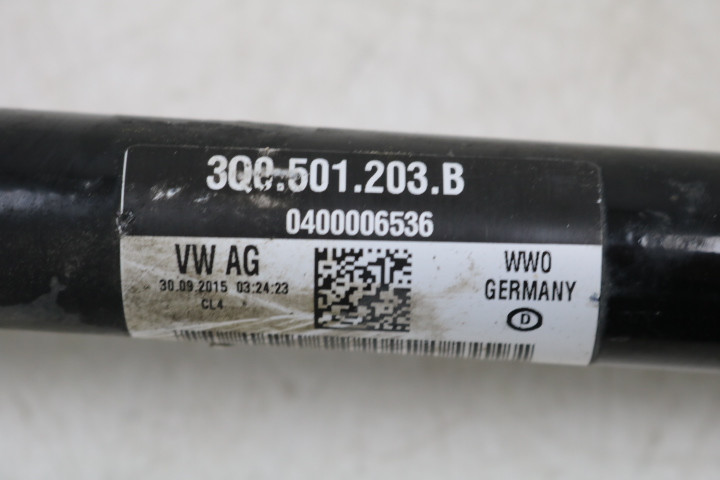 3Q0.501.203.B
0400006536
VW AG
30.09.2015 03:24:23
CL4
WWO
GERMANY
D